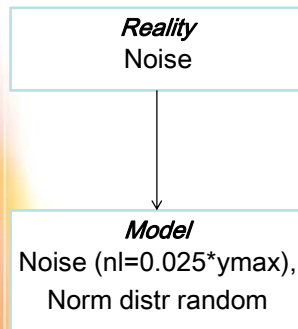 Reality
Noise
Model
Noise (nl=0.025*ymax),
Norm distr random